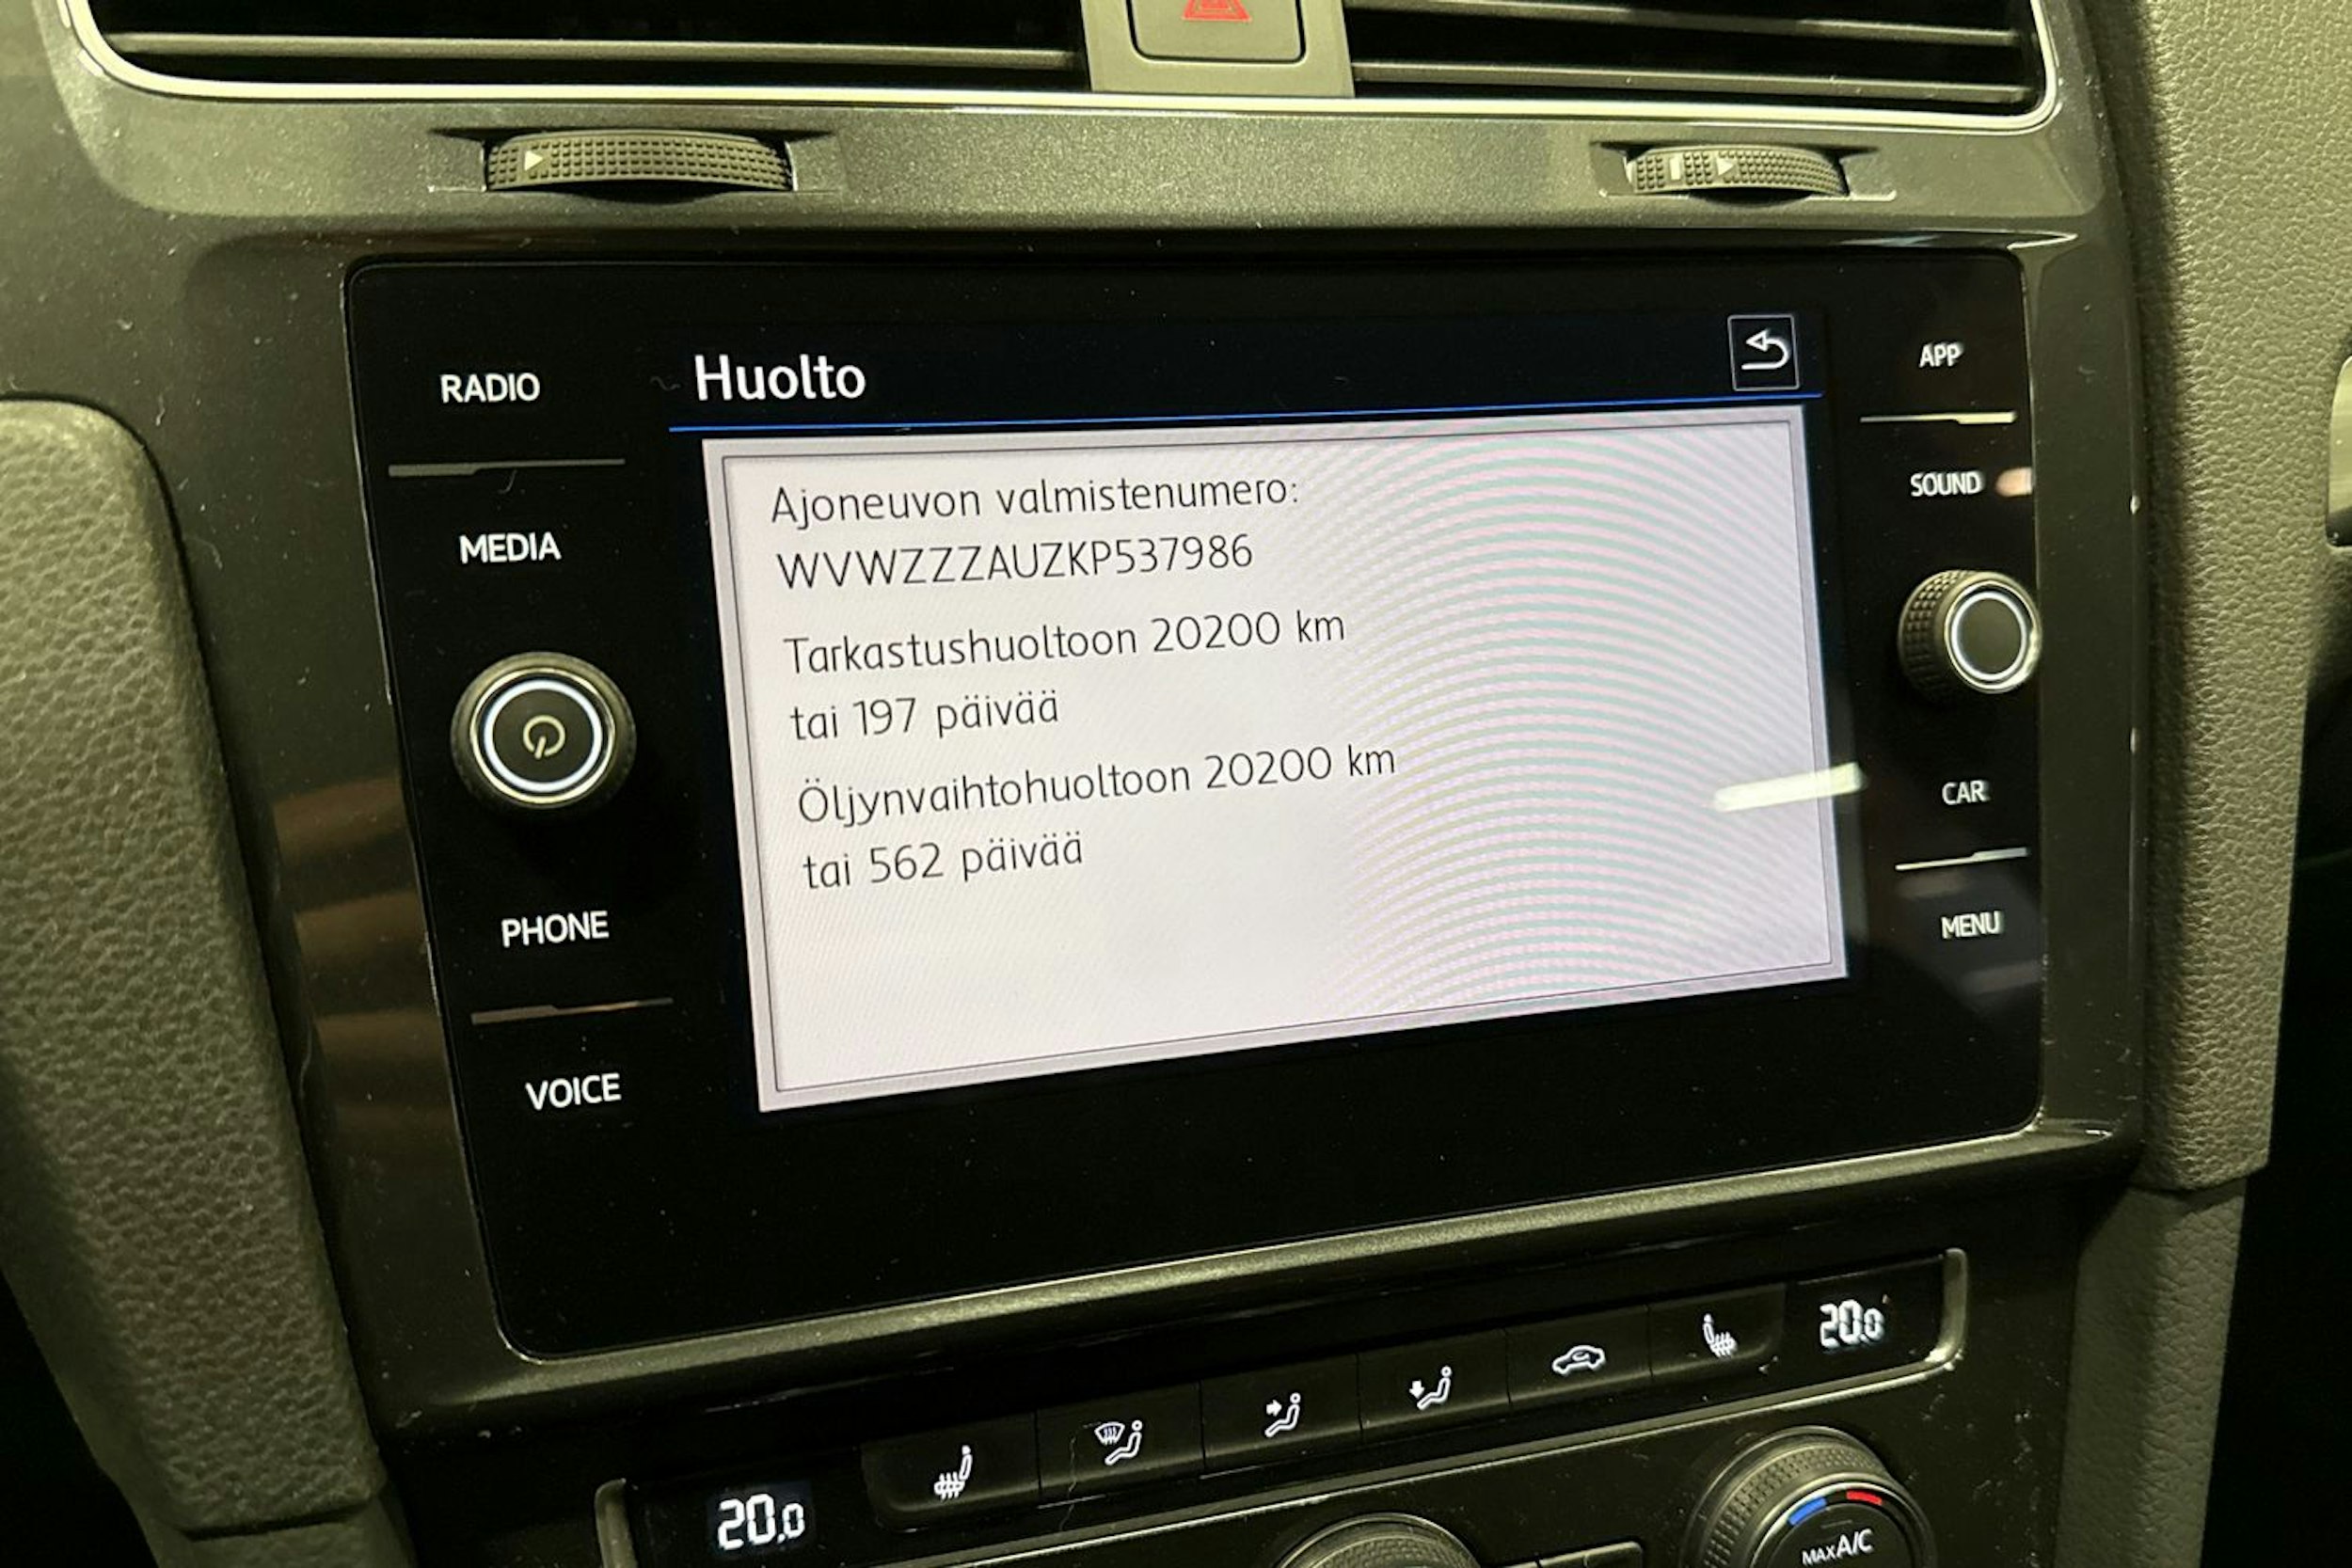 RADIO
MEDIA
PHONE
VOICE
Huolto
Ajoneuvon valmistenumero:
WVWZZZAUZKP537986
Tarkastushuoltoon 20200 km
tai 197 päivää
Öljynvaihtohuoltoon 20200 km
tai 562 päivää
APP
SOUND
CAR
MENU
20.0
20.0
MAX A/C